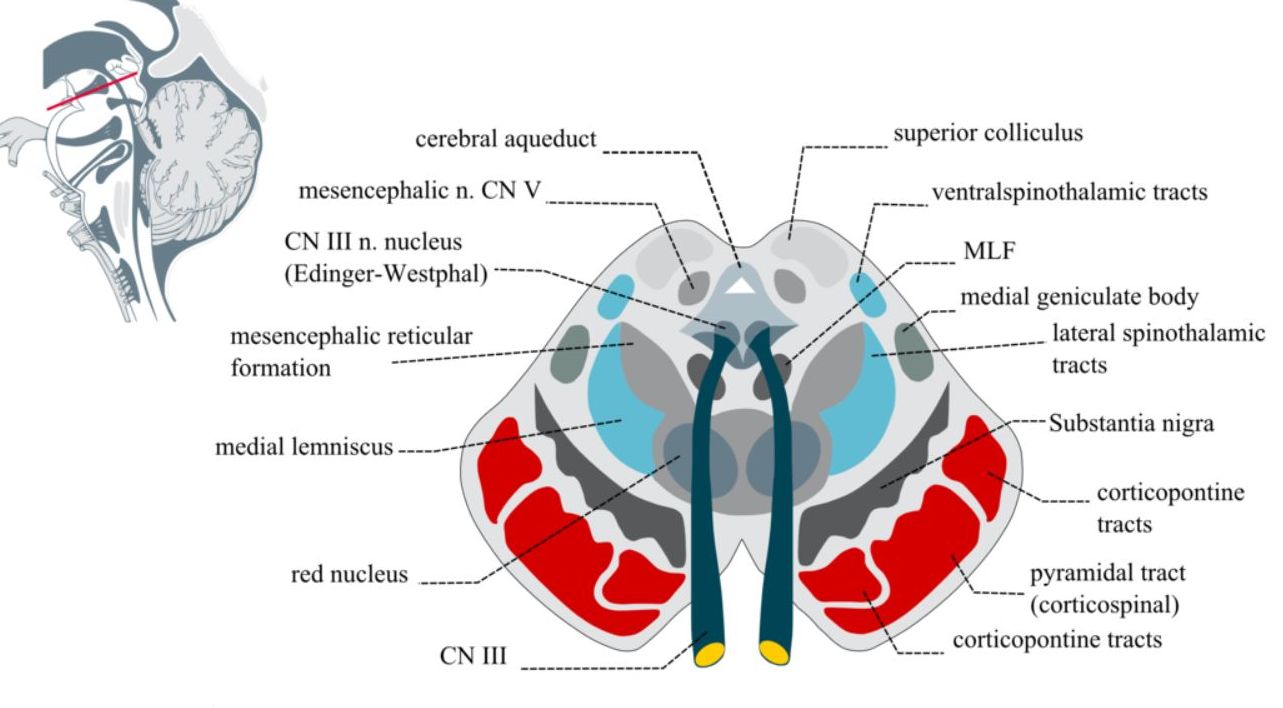 cerebral aqueduct
mesencephalic n. CN V
CN III n. nucleus
(Edinger-Westphal)
mesencephalic reticular
formation
medial lemniscus
red nucleus
CN III
superior colliculus
ventralspinothalamic tracts
MLF
medial geniculate body
lateral spinothalamic
tracts
Substantia nigra
corticopontine
tracts
pyramidal tract
(corticospinal)
corticopontine tracts